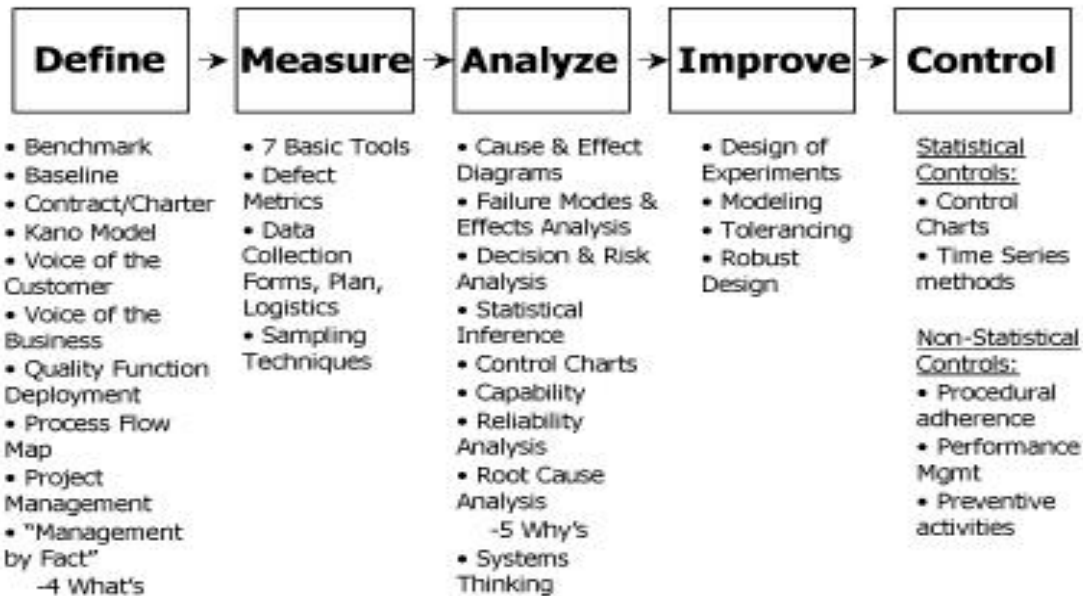 Define
Measure
Analyze
Improve
Control
• Benchmark
• Baseline
• Contract/Charter
• Kano Model
• Voice of the
Customer
• Voice of the
Business
• Quality Function
Deployment
• Process Flow
Map
• Project
Management
• “Management
by Fact”
-4 What's
• 7 Basic Tools
• Defect
Metrics
• Data
Collection
Forms, Plan,
Logistics
• Sampling
Techniques
• Cause & Effect
Diagrams
• Failure Modes &
Effects Analysis
• Decision & Risk
Analysis
• Statistical
Inference
• Control Charts
• Capability
• Reliability
Analysis
• Root Cause
Analysis
-5 Why's
• Systems
Thinking
• Design of
Experiments
• Modeling
• Tolerancing
• Robust
Design
Statistical
Controls:
• Control
Charts
• Time Series
methods
Non-Statistical
Controls:
• Procedural
adherence
• Performance
Mgmt
• Preventive
activities